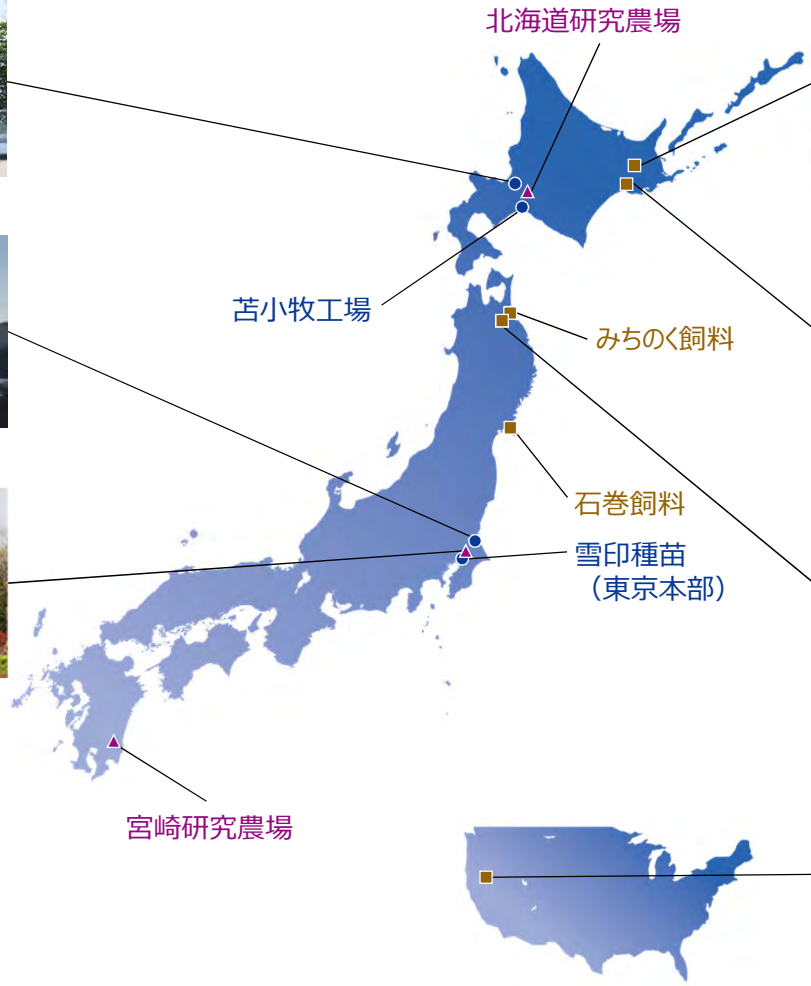 北海道研究農場
苫小牧工場
みちのく飼料
石巻飼料
雪印種苗
（東京本部）
宮崎研究農場